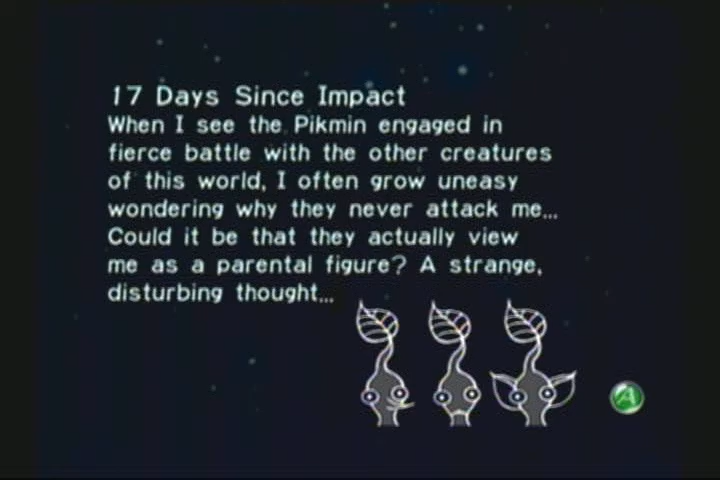 17 Days Since Impact
When I see the Pikmin engaged in
fierce battle with the other creatures
of this world, I often grow uneasy
wondering why they never attack me...
Could it be that they actually view
me as a parental figure? A strange,
disturbing thought...
A